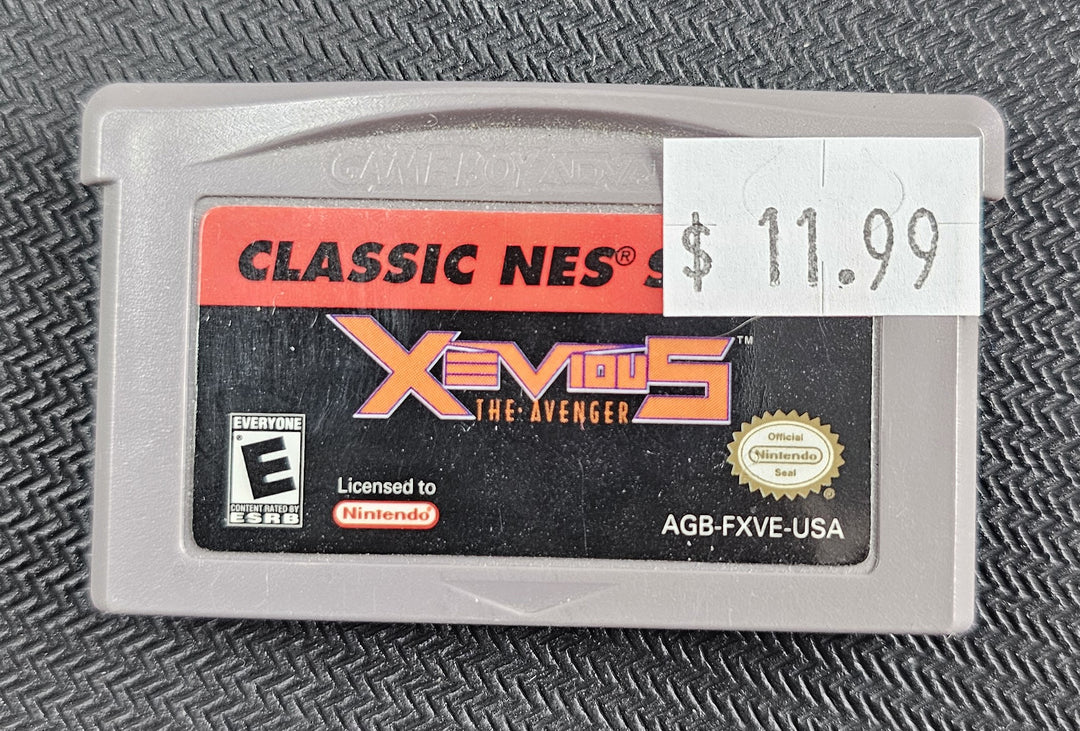 GAME BOY ADVA
$ 11.99
CLASSIC NES® S
XEVIOUS™
THE·AVENGER
EVERYONE
E
CONTENT RATED BY
ESRB
Licensed to
Nintendo®
Official
Nintendo
Seal
AGB-FXVE-USA